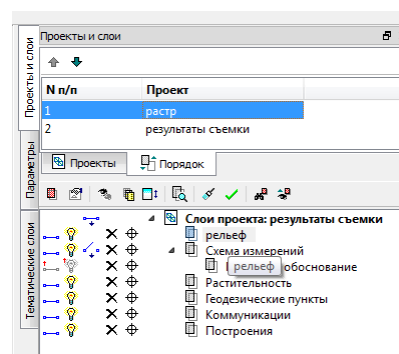 Проекты и слои
Проекты и слои
N п/п Проект
1 растр
2 результаты съемки
Параметры
Проекты Порядок
Тематические слои
Слои проекта: результаты съемки
рельеф
Схема измерений
рельеф обоснование
Растительность
Геодезические пункты
Коммуникации
Построения